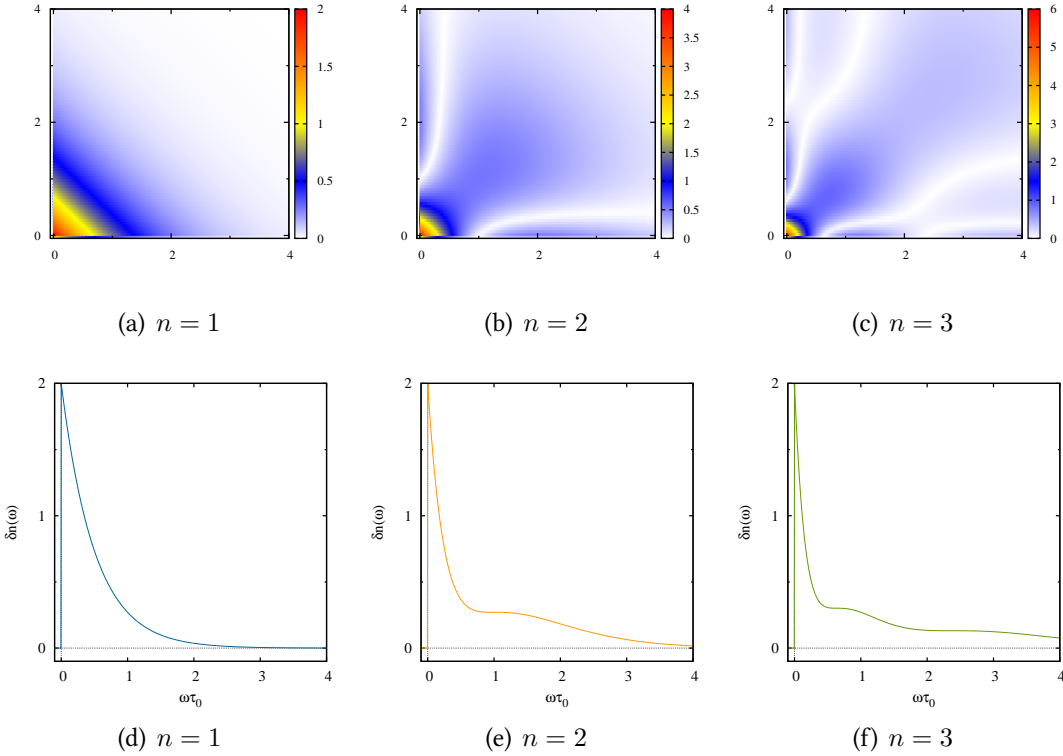 4 2 4 4 6
3.5 5
1.5
3 4
2 2 2.5 2
1 2 3
1.5 2
0.5 1
0.5 1
0 0 0 0 0 0
0 2 4 0 2 4 0 2 4
(a) n = 1 (b) n = 2 (c) n = 3
2 2 2
δn(ω) 1 δn(ω) 1 δn(ω) 1
0 0 0
0 1 2 3 4 0 1 2 3 4 0 1 2 3 4
ωτ0 ωτ0 ωτ0
(d) n = 1 (e) n = 2 (f) n = 3